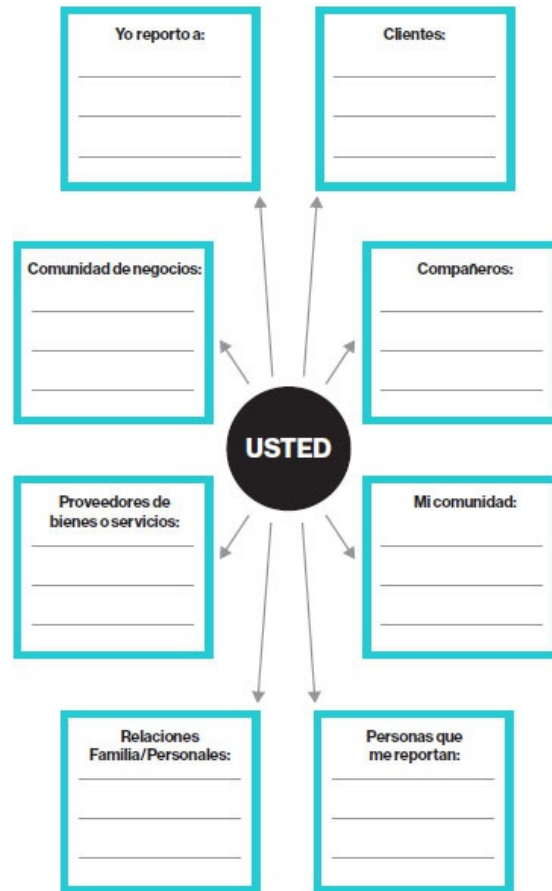 Yo reporto a:
Clientes:
Comunidad de negocios:
Compañeros:
USTED
Proveedores de
bienes o servicios:
Mi comunidad:
Relaciones
Familia/Personales:
Personas que
me reportan: